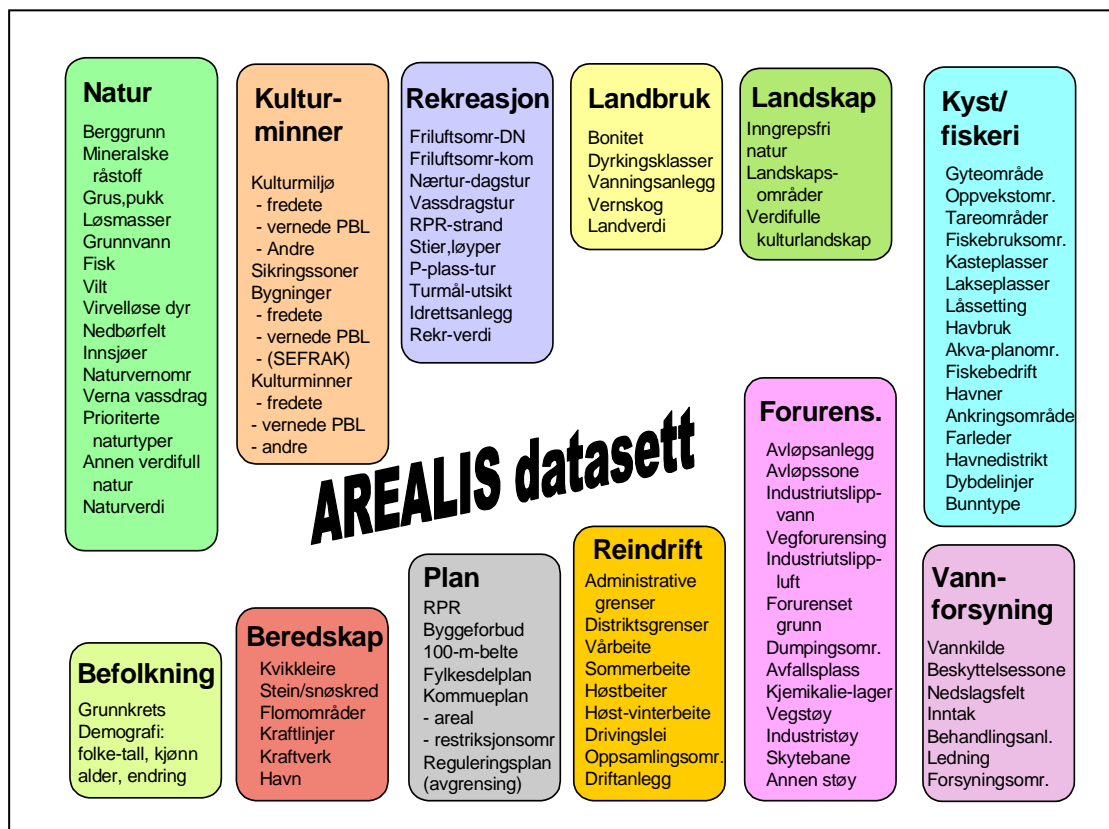 Natur
Berggrunn
Mineralske
råstoff
Grus,pukk
Løsmasser
Grunnvann
Fisk
Vilt
Virvelløse dyr
Nedbørfelt
Innsjøer
Naturvernomr
Verna vassdrag
Prioriterte
naturtyper
Annen verdifull
natur
Naturverdi
Kultur-
minner
Kulturmiljø
- fredete
- vernede PBL
- Andre
Sikringssoner
Bygninger
- fredete
- vernede PBL
- (SEFRAK)
Kulturminner
- fredete
- vernede PBL
- andre
Rekreasjon
Friluftsomr-DN
Friluftsomr-kom
Nærtur-dagstur
Vassdragstur
RPR-strand
Stier,løyper
P-plass-tur
Turmål-utsikt
Idrettsanlegg
Rekr-verdi
Landbruk
Bonitet
Dyrkingsklasser
Vanningsanlegg
Vernskog
Landverdi
Landskap
Inngrepsfri
natur
Landskaps-
områder
Verdifulle
kulturlandskap
Kyst/
fiskeri
Gyteområde
Oppvekstomr.
Tareområder
Fiskebruksomr.
Kasteplasser
Lakseplasser
Låssetting
Havbruk
Akva-planomr.
Fiskebedrift
Havner
Ankringsområde
Farleder
Havnedistrikt
Dybdelinjer
Bunntype
AREALIS datasett
Befolkning
Grunnkrets
Demografi:
folke-tall, kjønn
alder, endring
Beredskap
Kvikkleire
Stein/snøskred
Flomområder
Kraftlinjer
Kraftverk
Havn
Plan
RPR
Byggeforbud
100-m-belte
Fylkesdelplan
Kommueplan
- areal
- restriksjonsomr
Reguleringsplan
(avgrensing)
Reindrift
Administrative
grenser
Distriktsgrenser
Vårbeite
Sommerbeite
Høstbeiter
Høst-vinterbeite
Drivingslei
Oppsamlingsomr.
Driftanlegg
Forurens.
Avløpsanlegg
Avløpssone
Industriutslipp-
vann
Vegforurensing
Industriutslipp-
luft
Forurenset
grunn
Dumpingsomr.
Avfallsplass
Kjemikalie-lager
Vegstøy
Industristøy
Skytebane
Annen støy
Vann-
forsyning
Vannkilde
Beskyttelsessone
Nedslagsfelt
Inntak
Behandlingsanl.
Ledning
Forsyningsomr.